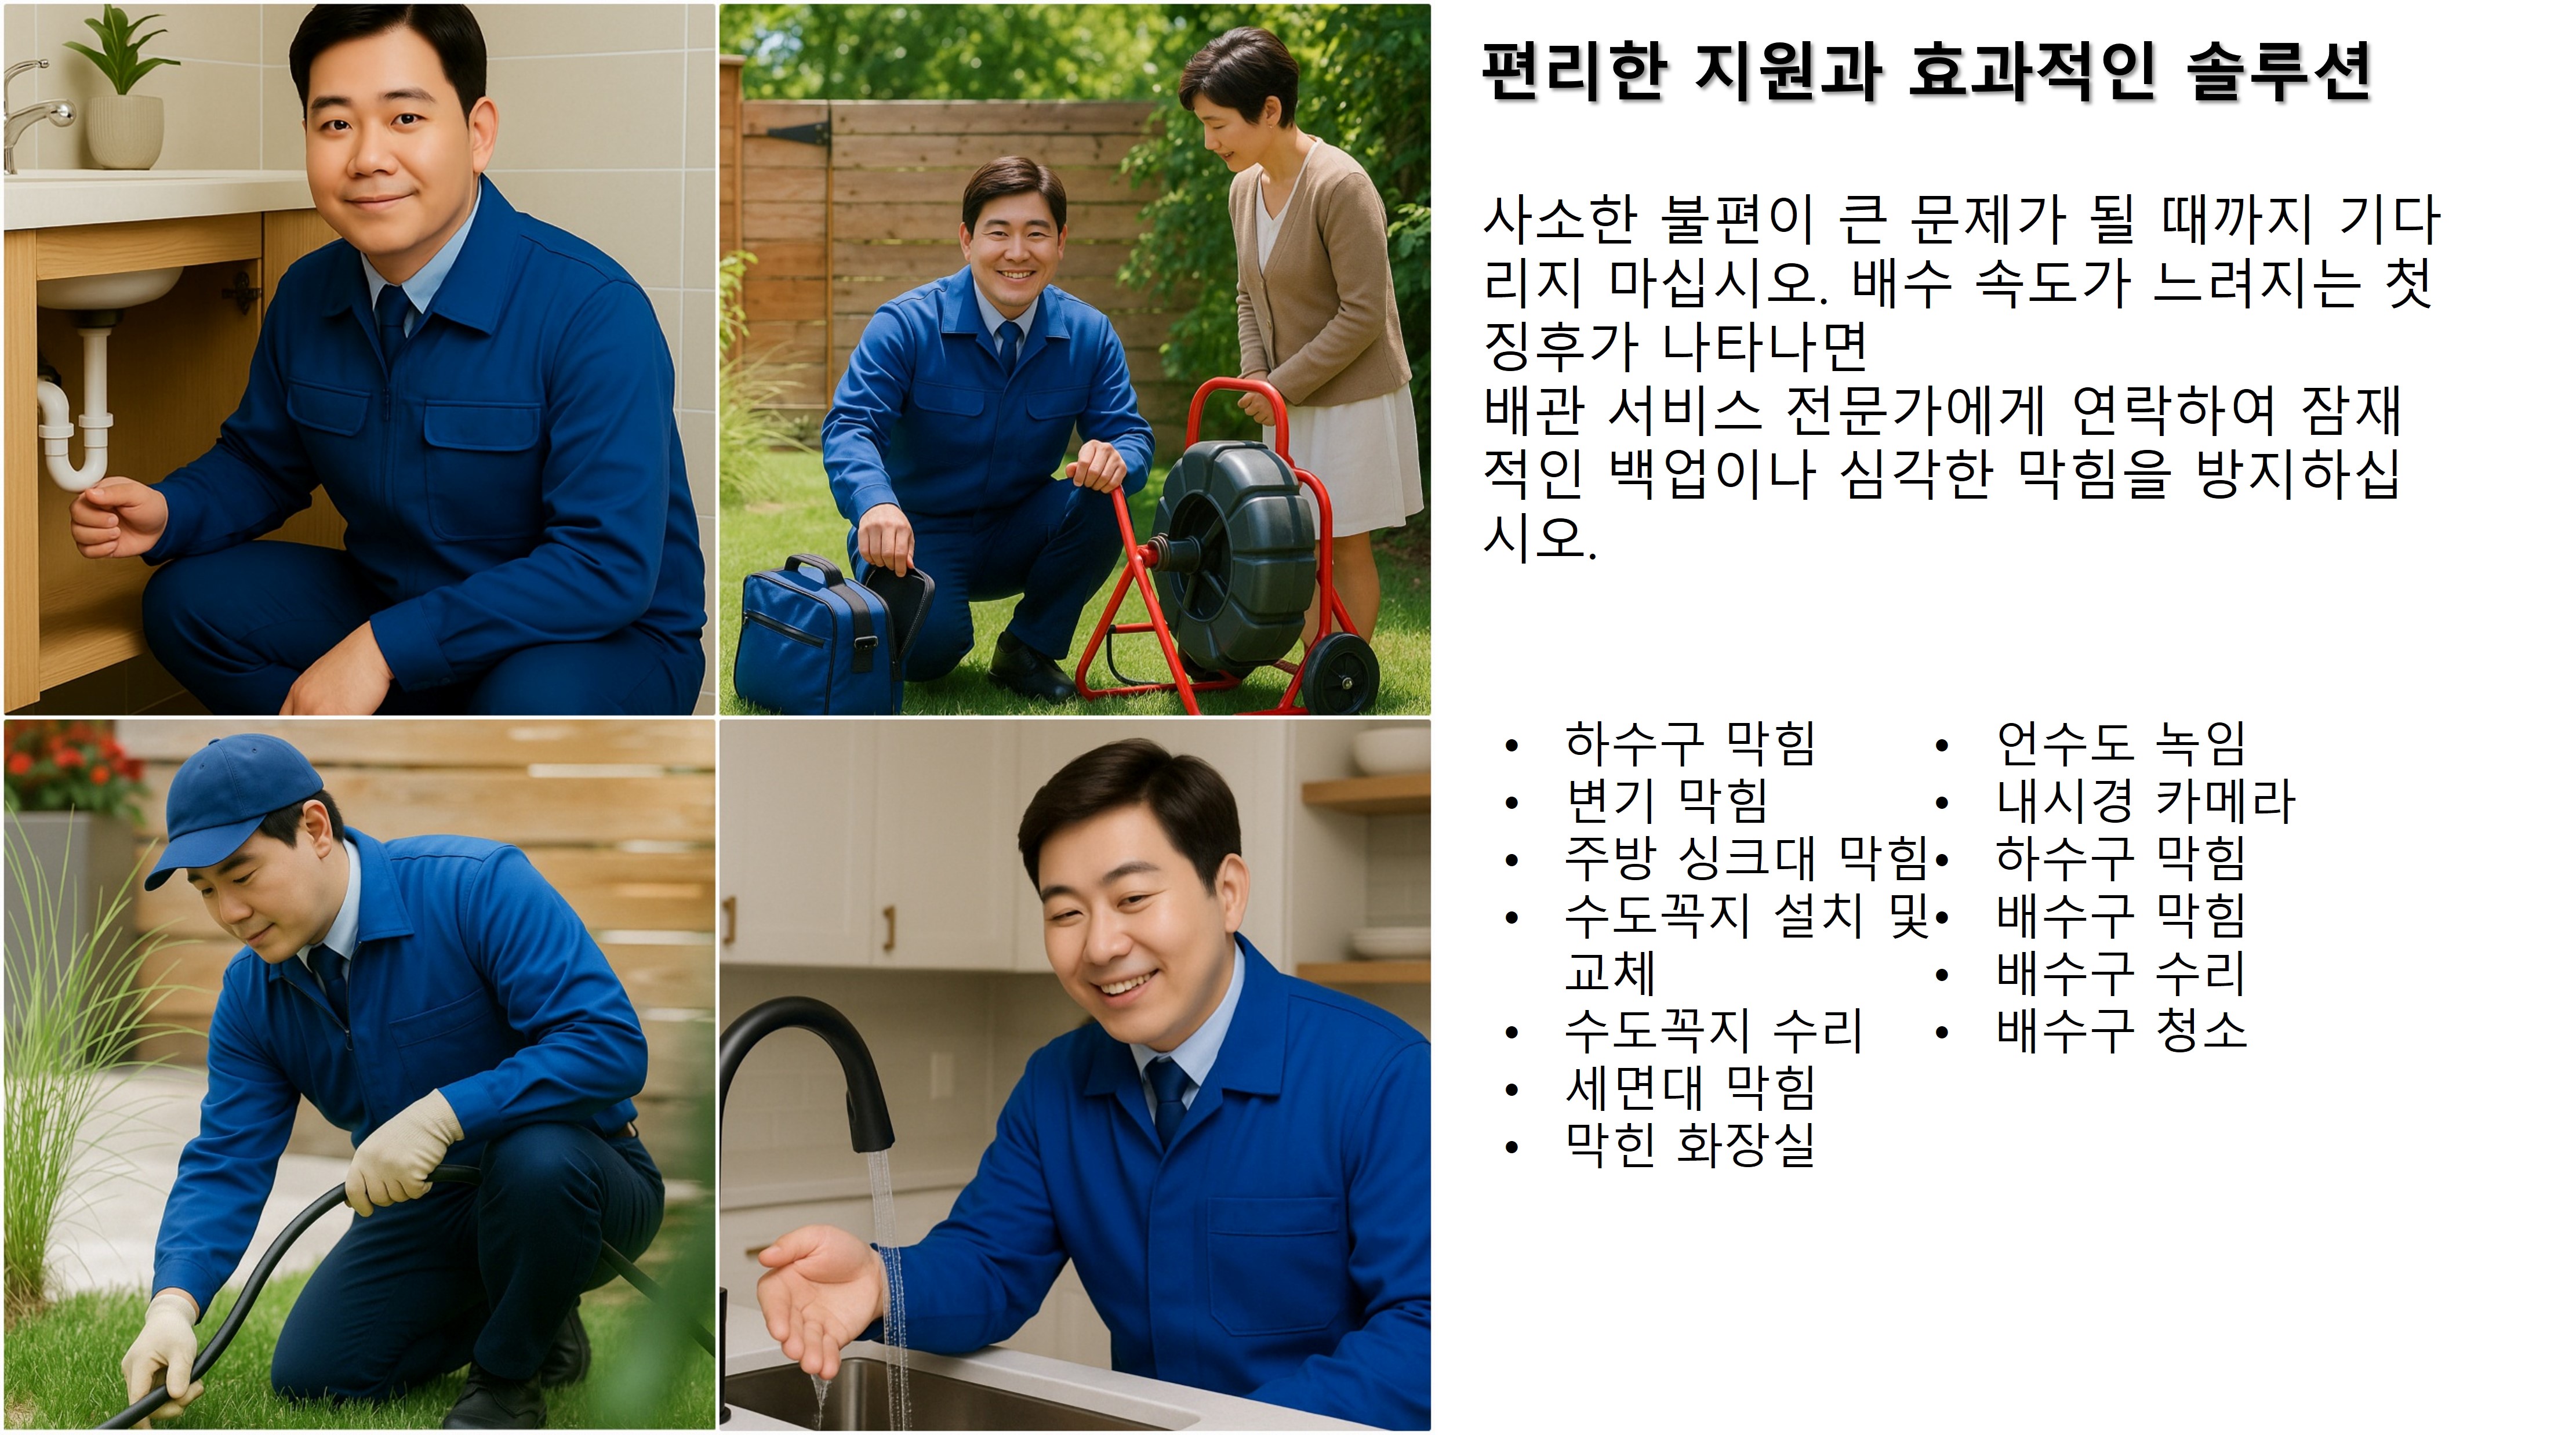 편리한 지원과 효과적인 솔루션
사소한 불편이 큰 문제가 될 때까지 기다
리지 마십시오. 배수 속도가 느려지는 첫
징후가 나타나면
배관 서비스 전문가에게 연락하여 잠재
적인 백업이나 심각한 막힘을 방지하십
시오.
• 하수구 막힘
• 변기 막힘
• 주방 싱크대 막힘
• 수도꼭지 설치 및
교체
• 수도꼭지 수리
• 세면대 막힘
• 막힌 화장실
• 언수도 녹임
• 내시경 카메라
• 하수구 막힘
• 배수구 막힘
• 배수구 수리
• 배수구 청소